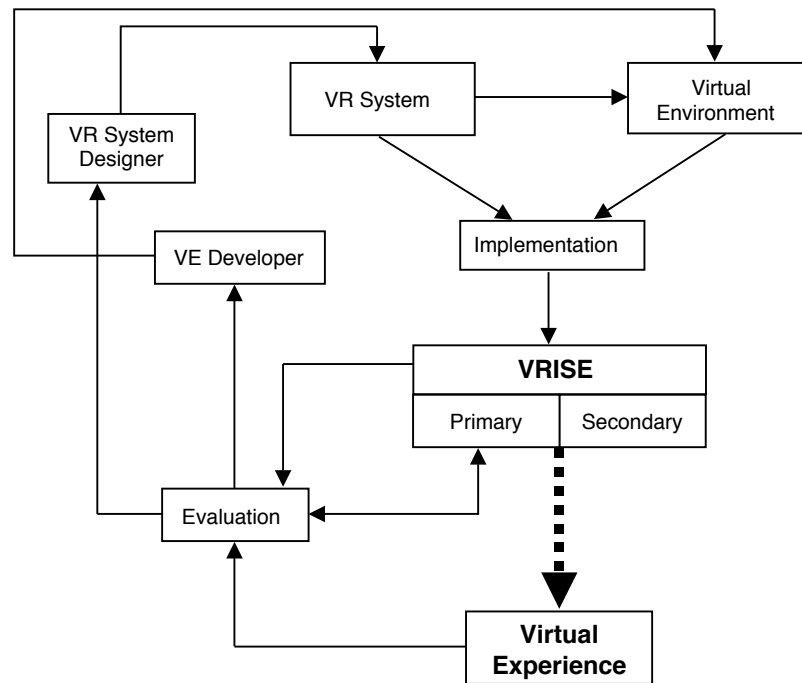 VR System
Virtual
Environment
VR System
Designer
Implementation
VE Developer
VRISE
Primary
Secondary
Evaluation
Virtual
Experience